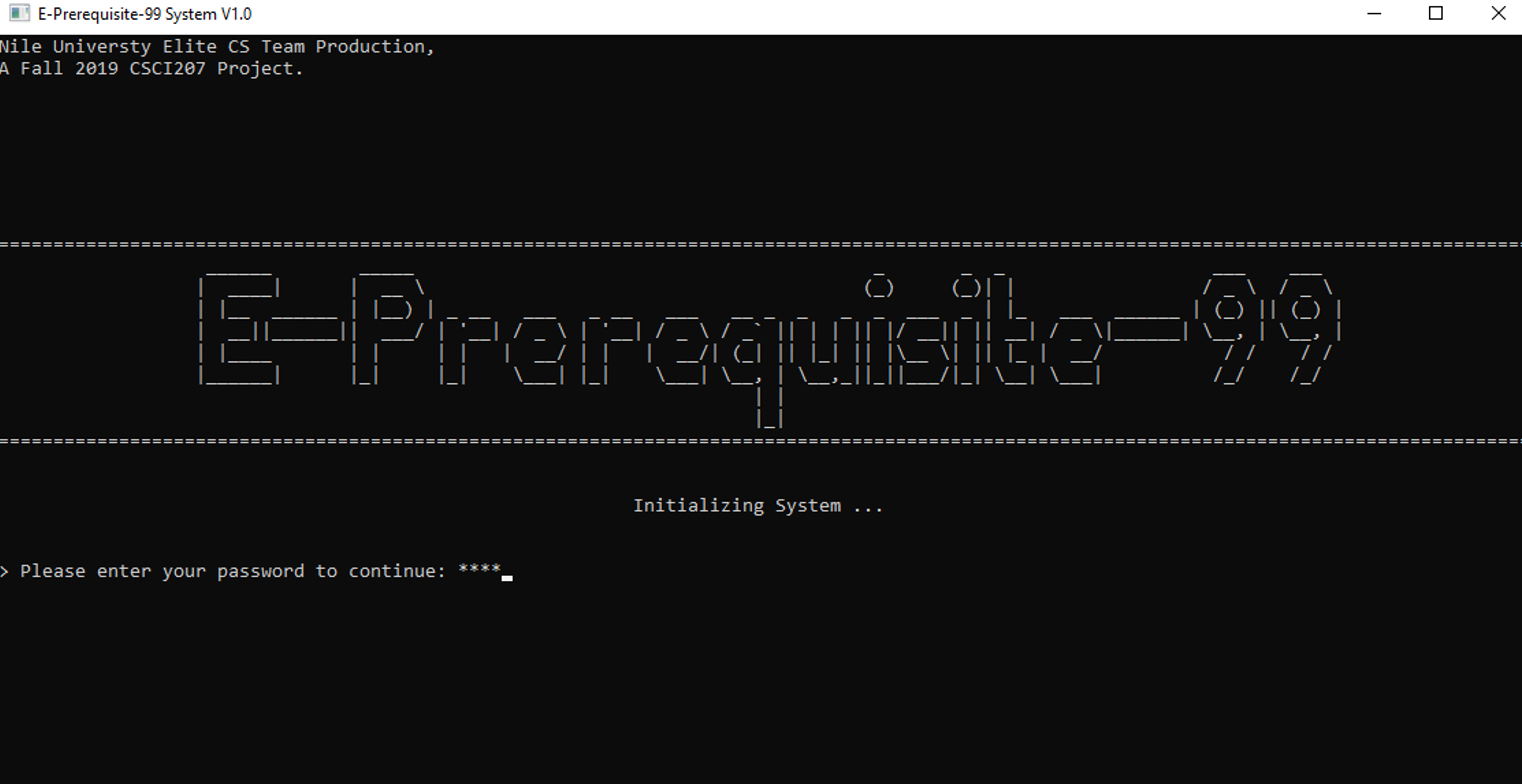 E-Prerequisite-99 System V1.0
Nile Universty Elite CS Team Production,
A Fall 2019 CSCI207 Project.
E-Prerequisite-99
Initializing System ...
> Please enter your password to continue: ****_